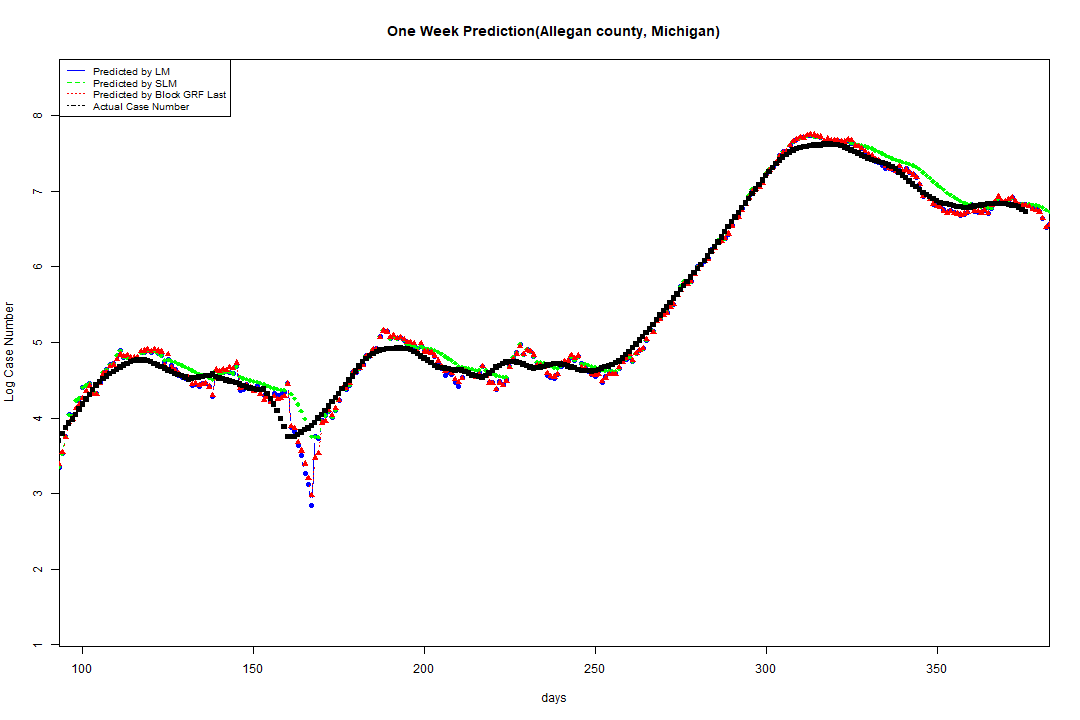 One Week Prediction(Allegan county, Michigan)
Predicted by LM
Predicted by SLM
Predicted by Block GRF Last
Actual Case Number
Log Case Number
8
7
6
5
4
3
2
1
100 150 200 250 300 350
days